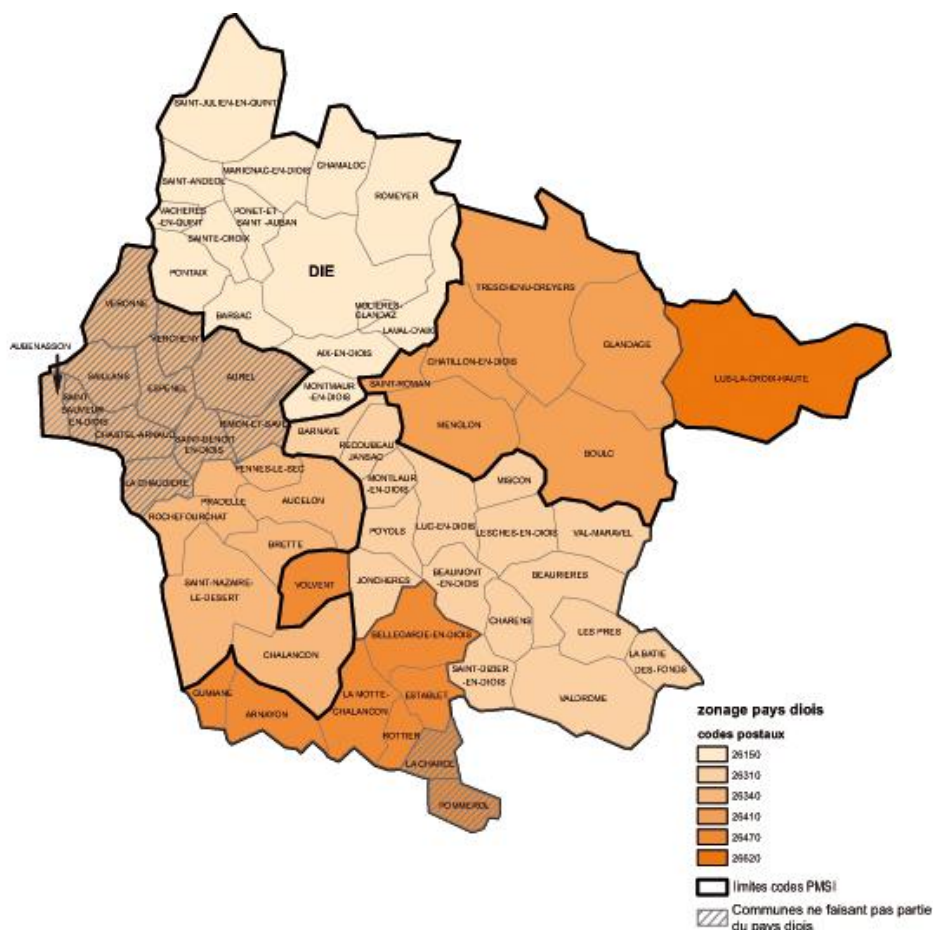 SAINT-JULIEN-EN-QUINT
CHAMALOC
MARIGNAC-EN-DIOIS
SAINT-ANDEOL
ROMEYER
VACHERES
-EN-QUINT
PONET-ET
SAINT-AUBAN
SAINTE-CROIX
DIE
PONTAIX
TRESCHENU-CREYERS
VERONNE
BARSAC
MOLIERES-
GLANDAZ
LAVAL-D'AIX
VERCHENY
AUBENASSON
AIX-EN-DIOIS
CHATILLON-EN-DIOIS
GLANDAGE
SAILLANS
AUREL
LUS-LA-CROIX-HAUTE
ESPENEL
SAINT-ROMAN
MONTMAUR
-EN-DIOIS
SAINT
SAUVEUR
-EN-DIOIS
RIMON-ET-SAVEL
MENGLON
BARNAVE
CHASTEL-ARNAUD
SAINT-BENOIT
-EN-DIOIS
RECOUBEAU
JANSAC
BOULC
PENNES-LE-SEC
LA CHAUDIERE
MONTLAUR
-EN-DIOIS
MISCON
PRADELLE
AUCELON
ROCHEFOURCHAT
POYOLS
LUC-EN-DIOIS
LESCHES-EN-DIOIS
VAL-MARAVEL
BRETTE
SAINT-NAZAIRE-
LE-DESERT
VOLVENT
JONCHERES
BEAUMONT
-EN-DIOIS
BEAURIERES
CHARENS
LES PRES
BELLEGARDE-EN-DIOIS
CHALANCON
LA BATIE
DES-FONDS
SAINT-DIZIER
-EN-DIOIS
GUMIANE
LA MOTTE-
CHALANCON
ESTABLET
VALDROME
ARNAYON
ROTTIER
LA CHARCE
POMMEROL
zonage pays diois
codes postaux
26150
26310
26340
26410
26470
26620
limites codes PMSI
Communes ne faisant pas partie
du pays diois